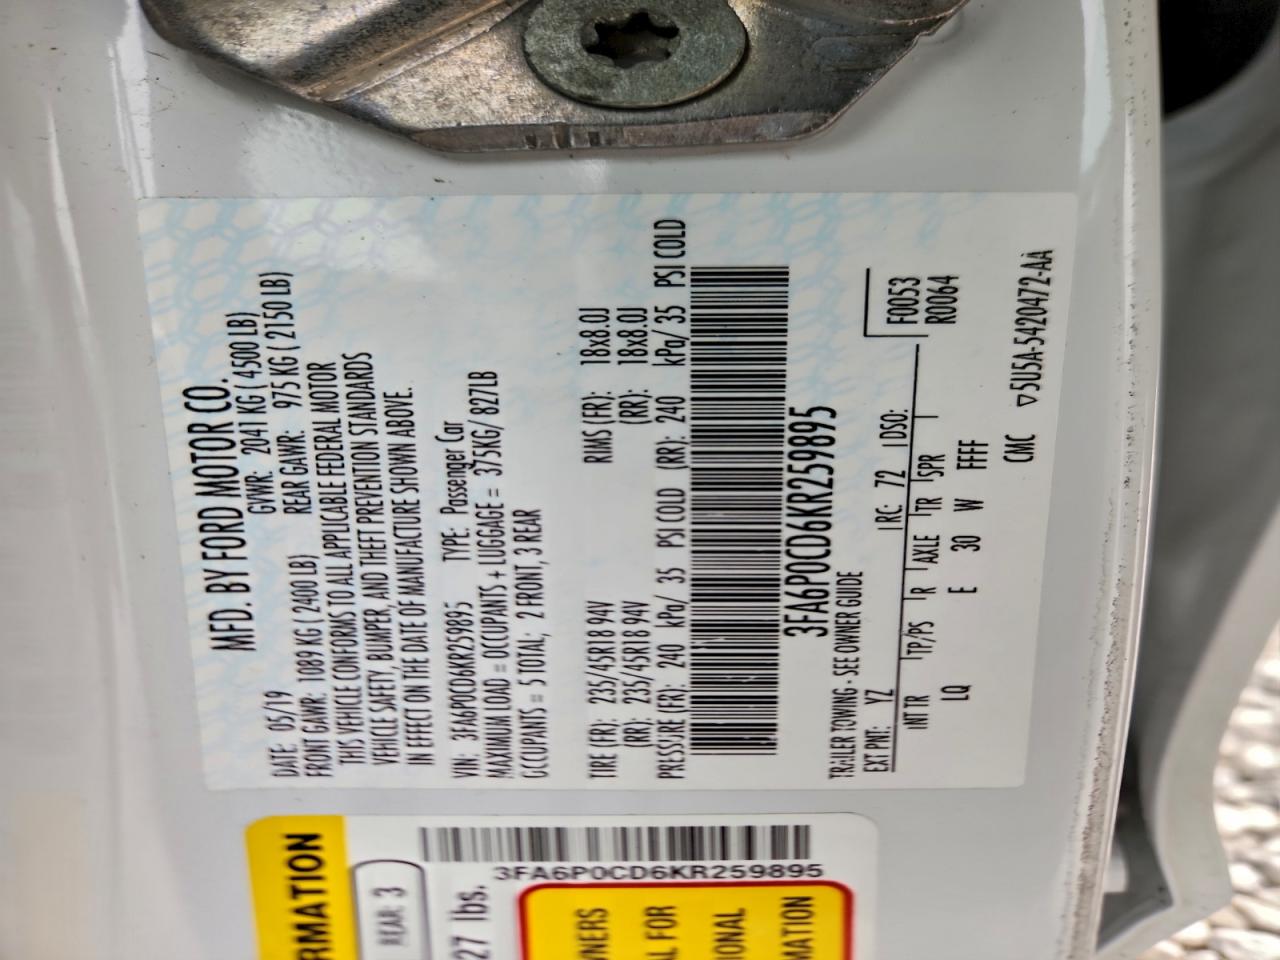 MFD. BY FORD MOTOR CO.
DATE: 05/19 GVWR: 2041 KG ( 4500 LB)
FRONT GAWR: 1089 KG ( 2400 LB) REAR GAWR: 975 KG ( 2150 LB)
THIS VEHICLE CONFORMS TO ALL APPLICABLE FEDERAL MOTOR
VEHICLE SAFETY, BUMPER, AND THEFT PREVENTION STANDARDS
IN EFFECT ON THE DATE OF MANUFACTURE SHOWN ABOVE.
VIN: 3FA6P0CD6KR259895 TYPE: Passenger Car
MAXIMUM LOAD = OCCUPANTS + LUGGAGE = 375KG/ 827LB
OCCUPANTS = 5 TOTAL; 2 FRONT, 3 REAR
TIRE (FR): 235/45R18 94V RIMS (FR): 18x8.0J
(RR): 235/45R18 94V (RR): 18x8.0J
PRESSURE (FR): 240 kPa/ 35 PSI COLD (RR): 240 kPa/ 35 PSI COLD
3FA6P0CD6KR259895
TRAILER TOWING - SEE OWNER GUIDE
EXT PNT: YZ RC: 72 DSO: F0053
INT TR TP/PS R AXLE TR SPR R0064
LQ E 30 W FFFF
CMC ▽5U5A-5420472-AA
RMATION
REAR 3
27 lbs.
3FA6P0CD6KR259895
NERS
L FOR
IONAL
MATION